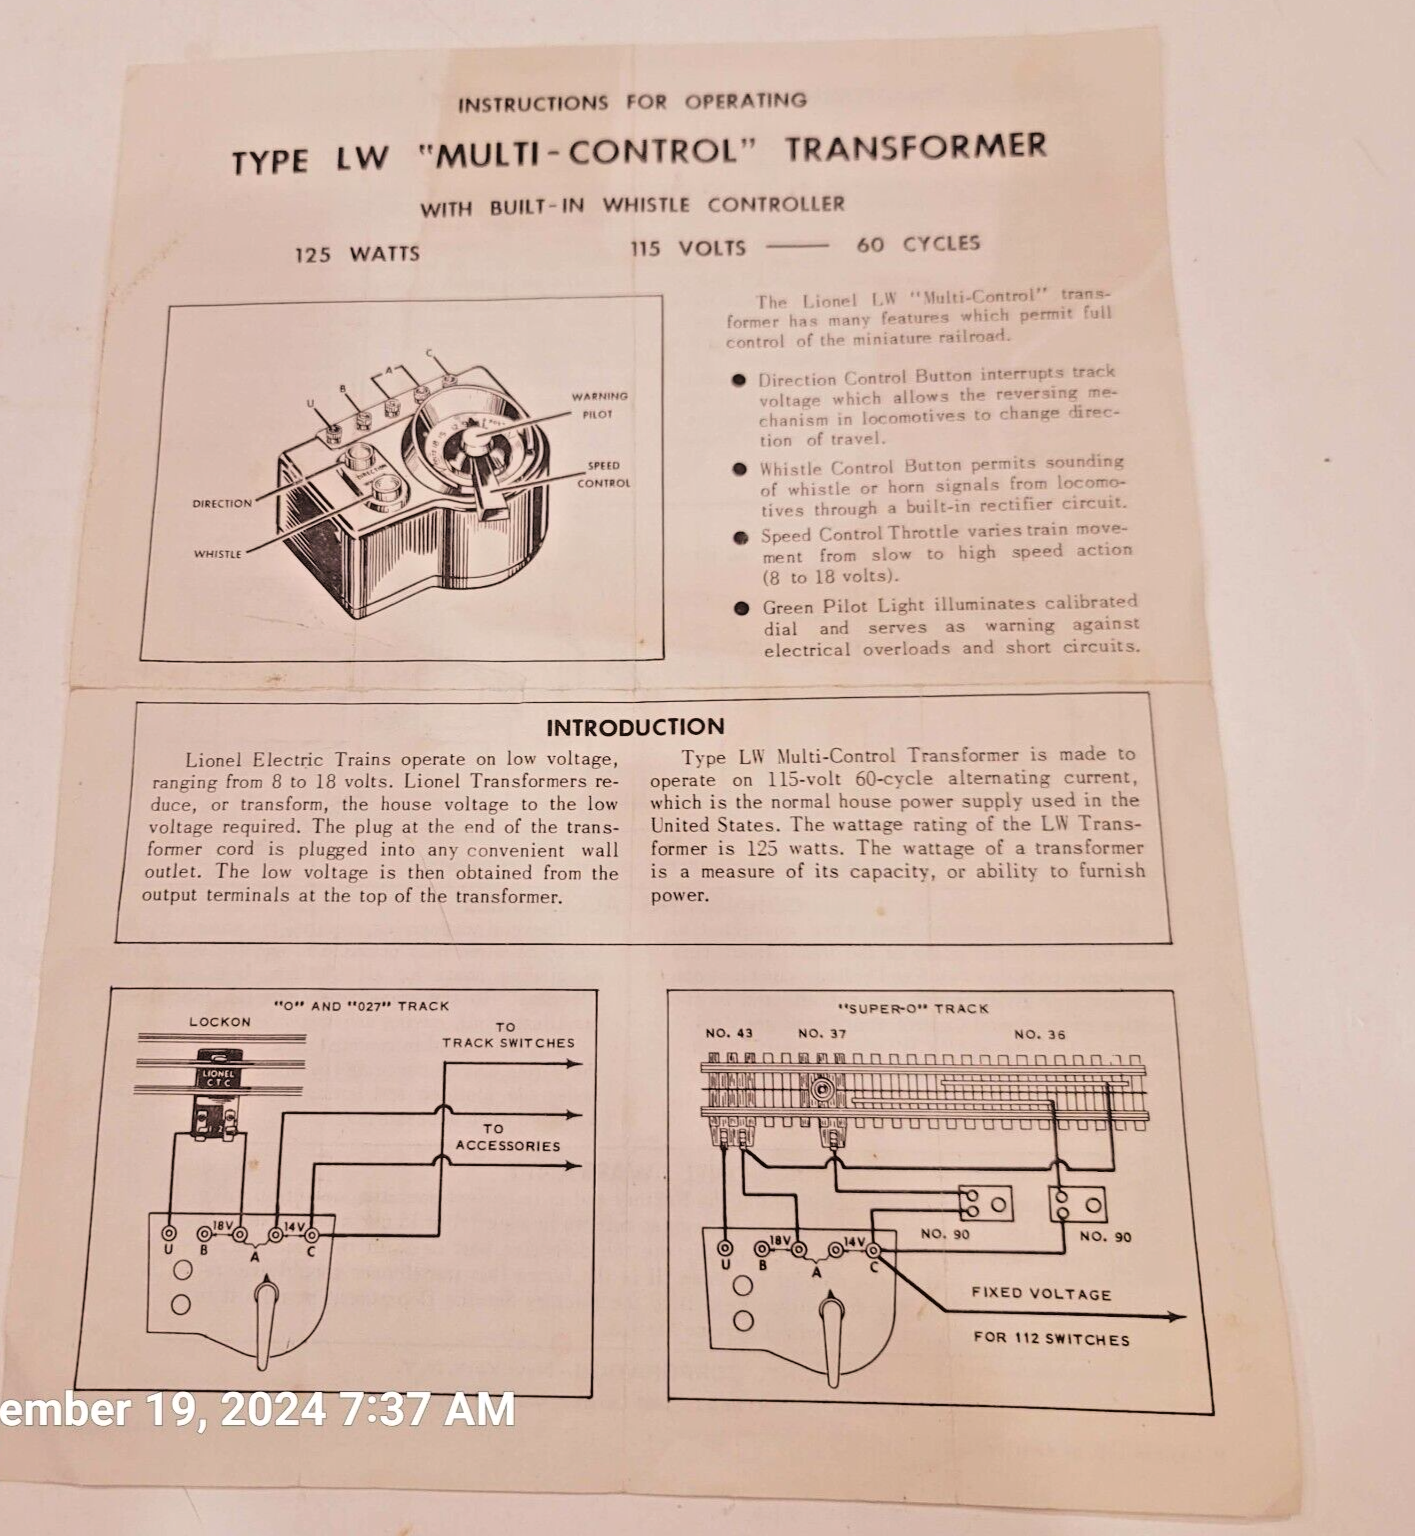 INSTRUCTIONS FOR OPERATING
TYPE LW "MULTI-CONTROL" TRANSFORMER
WITH BUILT-IN WHISTLE CONTROLLER
125 WATTS 115 VOLTS — 60 CYCLES
U
B
A
C
WARNING
PILOT
SPEED
CONTROL
DIRECTION
WHISTLE
DIRECTION
The Lionel LW "Multi-Control" trans-
former has many features which permit full
control of the miniature railroad.
● Direction Control Button interrupts track
voltage which allows the reversing me-
chanism in locomotives to change direc-
tion of travel.
● Whistle Control Button permits sounding
of whistle or horn signals from locomo-
tives through a built-in rectifier circuit.
● Speed Control Throttle varies train move-
ment from slow to high speed action
(8 to 18 volts).
● Green Pilot Light illuminates calibrated
dial and serves as warning against
electrical overloads and short circuits.
INTRODUCTION
Lionel Electric Trains operate on low voltage,
ranging from 8 to 18 volts. Lionel Transformers re-
duce, or transform, the house voltage to the low
voltage required. The plug at the end of the trans-
former cord is plugged into any convenient wall
outlet. The low voltage is then obtained from the
output terminals at the top of the transformer.
Type LW Multi-Control Transformer is made to
operate on 115-volt 60-cycle alternating current,
which is the normal house power supply used in the
United States. The wattage rating of the LW Trans-
former is 125 watts. The wattage of a transformer
is a measure of its capacity, or ability to furnish
power.
"O" AND "027" TRACK
LOCKON
LIONEL
CTC
TO
TRACK SWITCHES
TO
ACCESSORIES
18V 14V
U B A C
"SUPER-O" TRACK
NO. 43 NO. 37 NO. 36
NO. 90 NO. 90
18V 14V
U B A C
FIXED VOLTAGE
FOR 112 SWITCHES
ember 19, 2024 7:37 AM